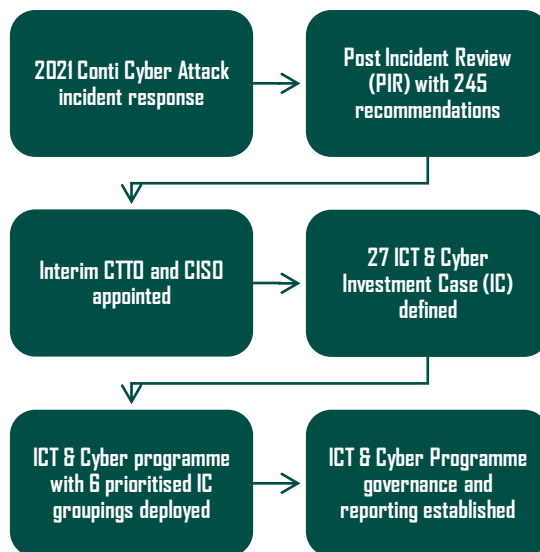 2021 Conti Cyber Attack
incident response
Post Incident Review
(PIR) with 245
recommendations
Interim CTTO and CISO
appointed
27 ICT & Cyber
Investment Case (IC)
defined
ICT & Cyber programme
with 6 prioritised IC
groupings deployed
ICT & Cyber Programme
governance and
reporting established